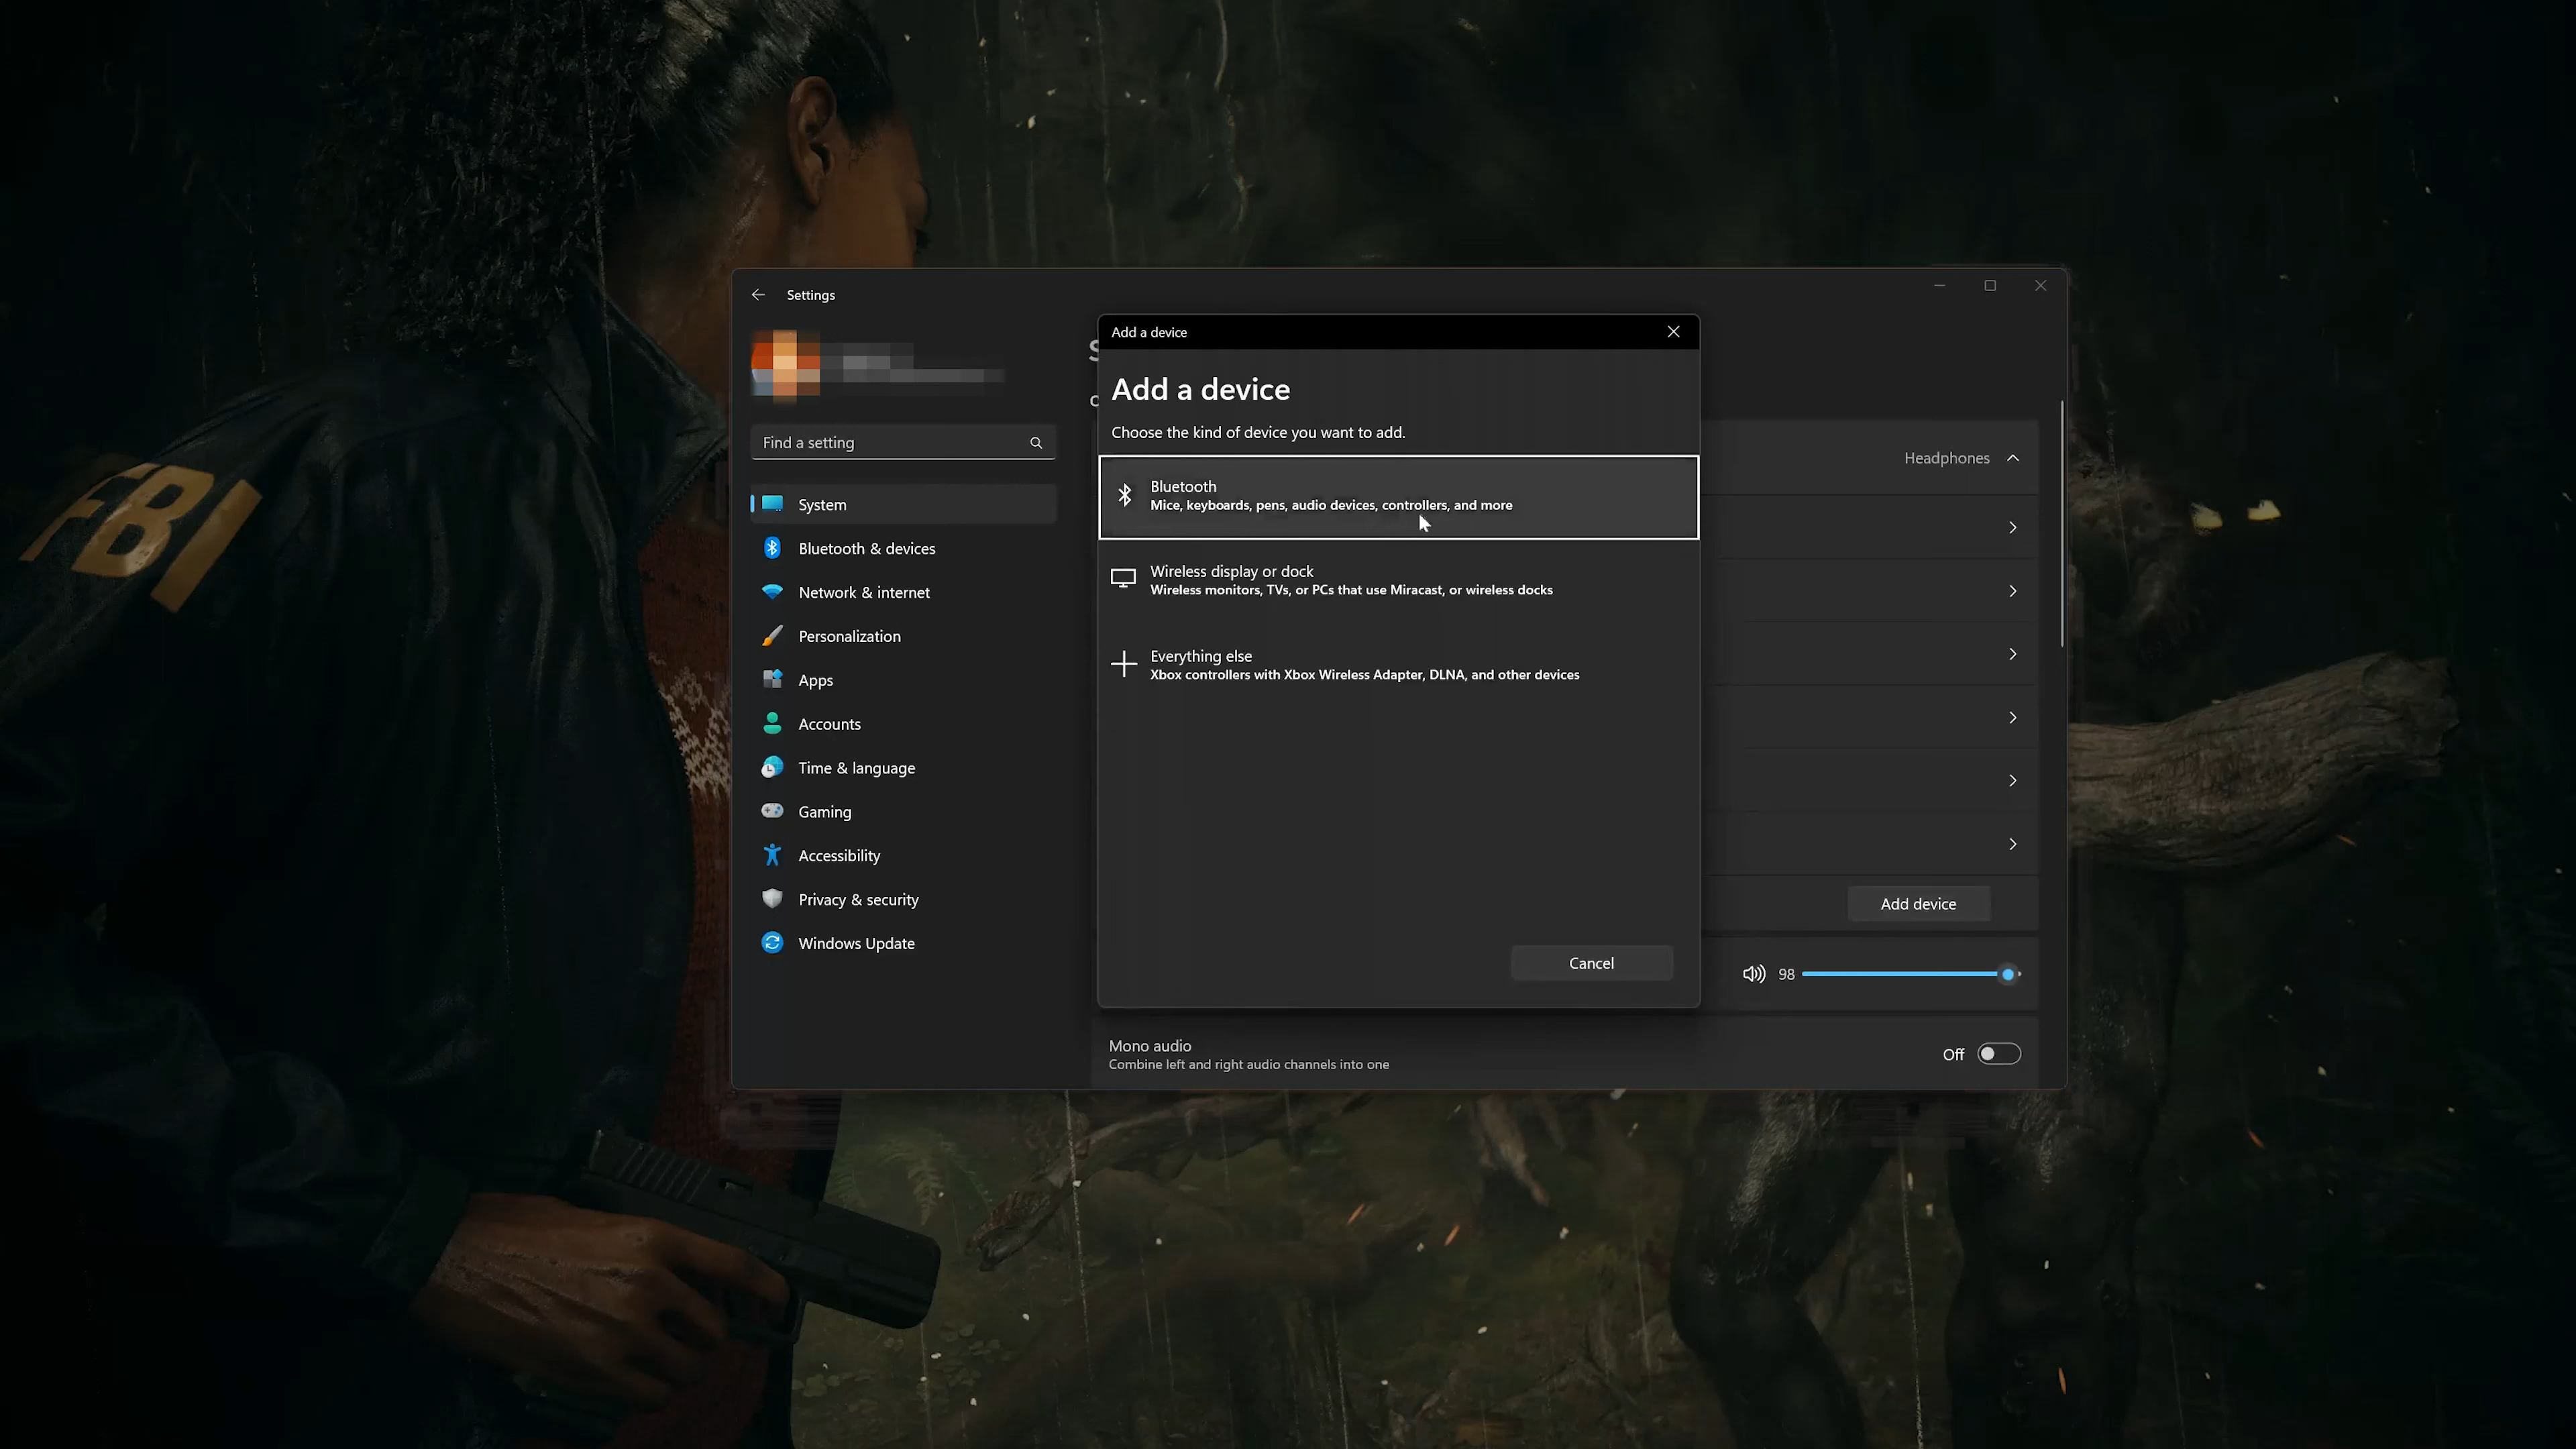 FBI
Settings
Find a setting
System
Bluetooth & devices
Network & internet
Personalization
Apps
Accounts
Time & language
Gaming
Accessibility
Privacy & security
Windows Update
Add a device
Add a device
Choose the kind of device you want to add.
Bluetooth
Mice, keyboards, pens, audio devices, controllers, and more
Wireless display or dock
Wireless monitors, TVs, or PCs that use Miracast, or wireless docks
Everything else
Xbox controllers with Xbox Wireless Adapter, DLNA, and other devices
Cancel
Headphones
Add device
98
Mono audio
Combine left and right audio channels into one
Off